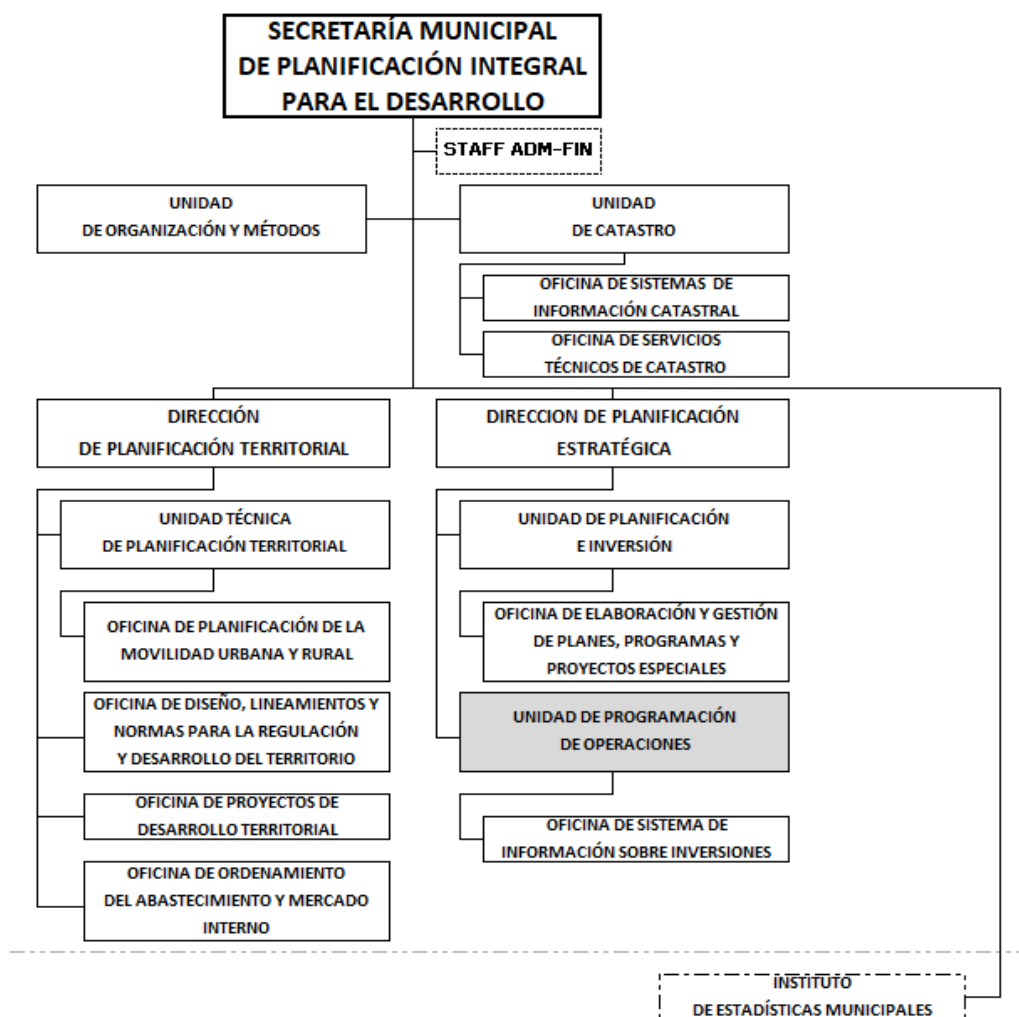 SECRETARÍA MUNICIPAL
DE PLANIFICACIÓN INTEGRAL
PARA EL DESARROLLO
STAFF ADM-FIN
UNIDAD
DE ORGANIZACIÓN Y MÉTODOS
UNIDAD
DE CATASTRO
OFICINA DE SISTEMAS DE
INFORMACIÓN CATASTRAL
OFICINA DE SERVICIOS
TÉCNICOS DE CATASTRO
DIRECCIÓN
DE PLANIFICACIÓN TERRITORIAL
UNIDAD TÉCNICA
DE PLANIFICACIÓN TERRITORIAL
OFICINA DE PLANIFICACIÓN DE LA
MOVILIDAD URBANA Y RURAL
OFICINA DE DISEÑO, LINEAMIENTOS Y
NORMAS PARA LA REGULACIÓN
Y DESARROLLO DEL TERRITORIO
OFICINA DE PROYECTOS DE
DESARROLLO TERRITORIAL
OFICINA DE ORDENAMIENTO
DEL ABASTECIMIENTO Y MERCADO
INTERNO
DIRECCION DE PLANIFICACIÓN
ESTRATÉGICA
UNIDAD DE PLANIFICACIÓN
E INVERSIÓN
OFICINA DE ELABORACIÓN Y GESTIÓN
DE PLANES, PROGRAMAS Y
PROYECTOS ESPECIALES
UNIDAD DE PROGRAMACIÓN
DE OPERACIONES
OFICINA DE SISTEMA DE
INFORMACIÓN SOBRE INVERSIONES
INSTITUTO
DE ESTADÍSTICAS MUNICIPALES